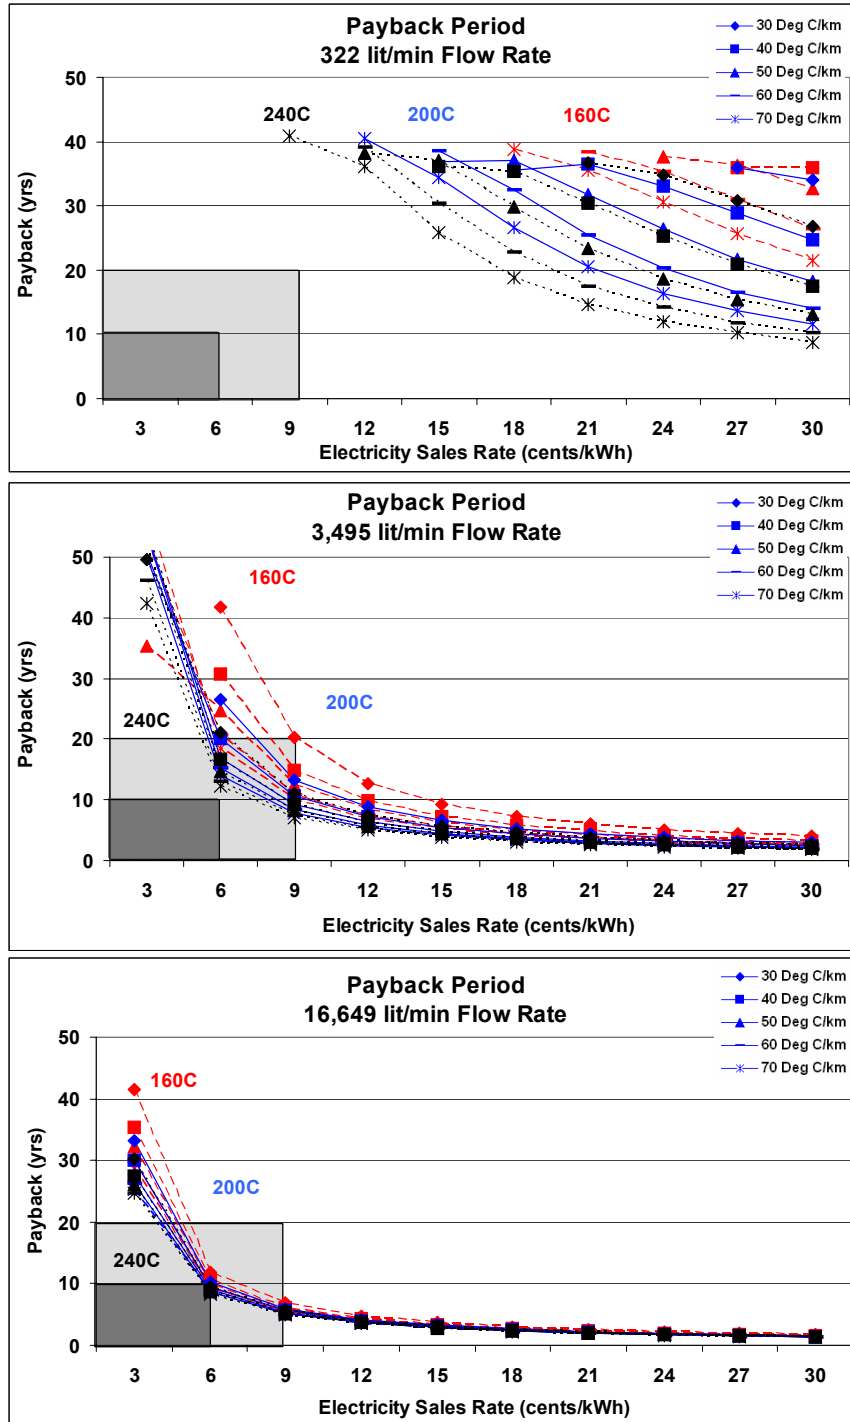 Payback Period
322 lit/min Flow Rate
30 Deg C/km
40 Deg C/km
50 Deg C/km
60 Deg C/km
70 Deg C/km
50
40
30
20
10
0
Payback (yrs)
240C
200C
160C
3 6 9 12 15 18 21 24 27 30
Electricity Sales Rate (cents/kWh)
Payback Period
3,495 lit/min Flow Rate
30 Deg C/km
40 Deg C/km
50 Deg C/km
60 Deg C/km
70 Deg C/km
50
40
30
20
10
0
Payback (yrs)
160C
200C
240C
3 6 9 12 15 18 21 24 27 30
Electricity Sales Rate (cents/kWh)
Payback Period
16,649 lit/min Flow Rate
30 Deg C/km
40 Deg C/km
50 Deg C/km
60 Deg C/km
70 Deg C/km
50
40
30
20
10
0
Payback (yrs)
160C
200C
240C
3 6 9 12 15 18 21 24 27 30
Electricity Sales Rate (cents/kWh)